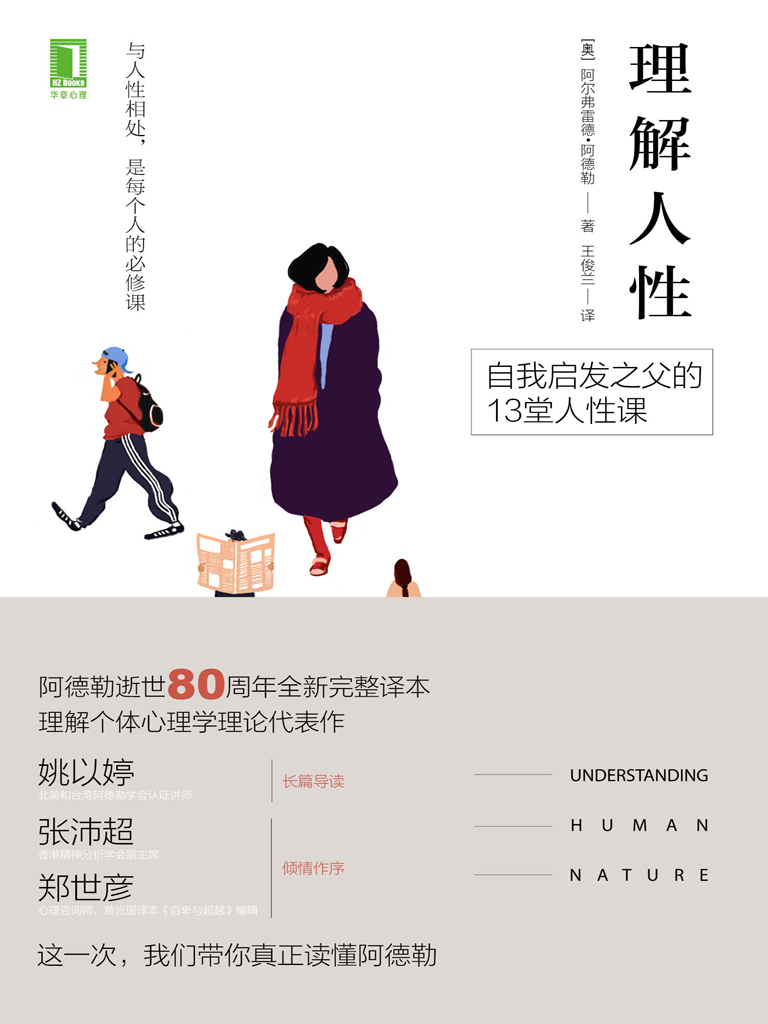 HZ Books
华章心理
与人性相处，是每个人的必修课
[奥] 阿尔弗雷德·阿德勒——著 王俊兰——译
理解人性
自我启发之父的
13堂人性课
阿德勒逝世80周年全新完整译本
理解个体心理学理论代表作
姚以婷
北美和台湾阿德勒学会认证讲师
长篇导读
张沛超
香港精神分析学会副主席
郑世彦
心理咨询师，黄光国译本《自卑与超越》编辑
倾情作序
UNDERSTANDING
HUMAN
NATURE
这一次，我们带你真正读懂阿德勒